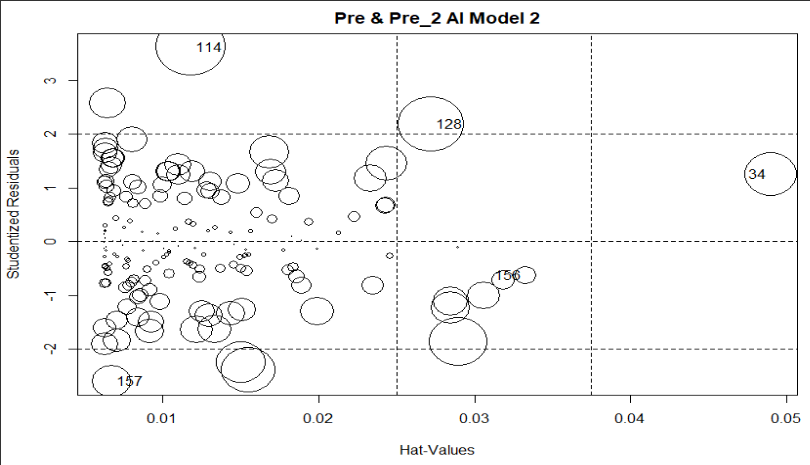 Pre & Pre_2 AI Model 2
114
3
128
2
1
34
Studentized Residuals
0
156
-1
-2
157
0.01 0.02 0.03 0.04 0.05
Hat-Values